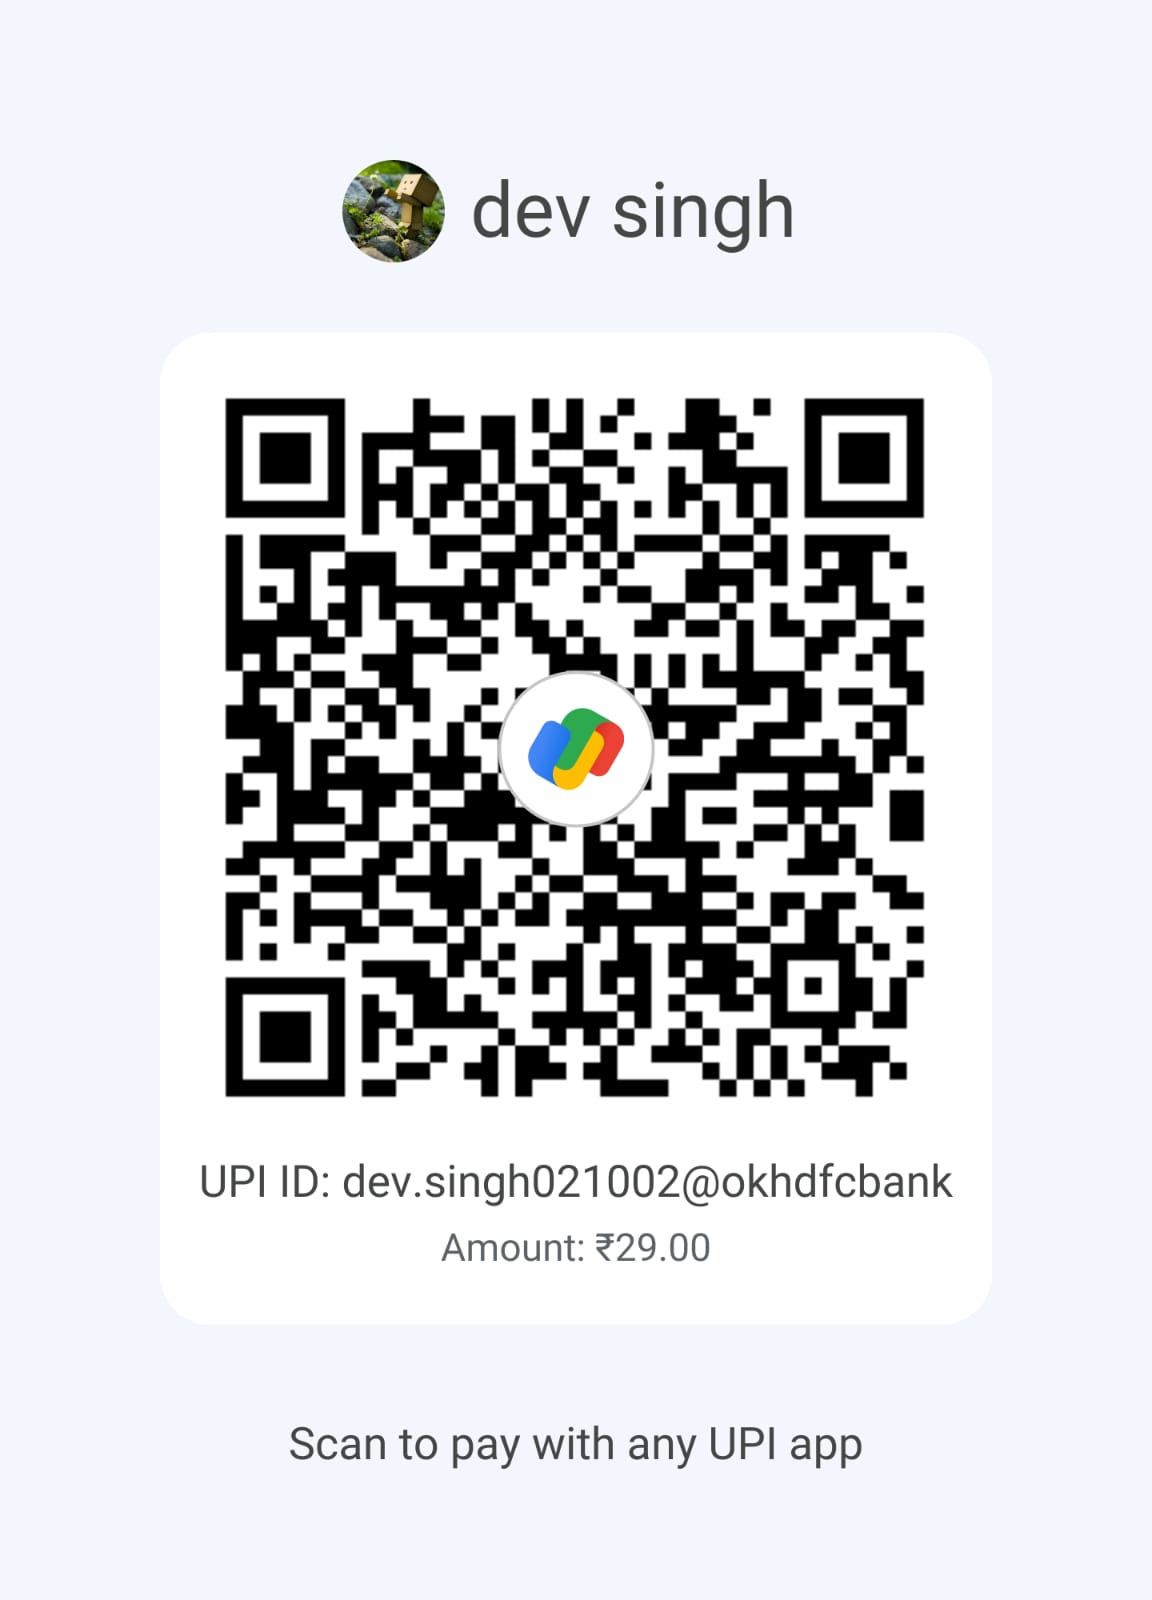 dev singh
UPI ID: dev.singh021002@okhdfcbank
Amount: ₹29.00
Scan to pay with any UPI app